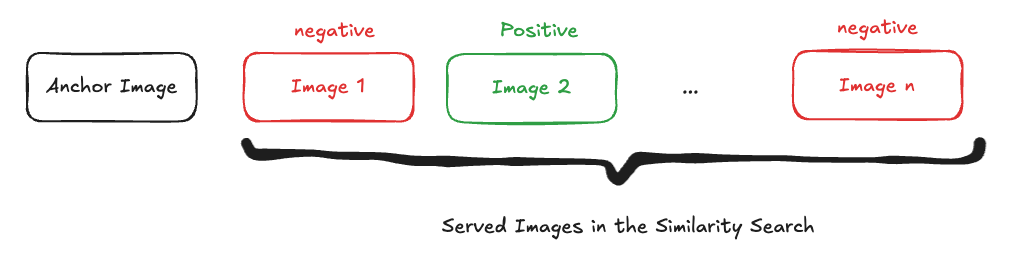 negative
Positive
negative
Anchor Image
Image 1
Image 2
...
Image n
Served Images in the Similarity Search